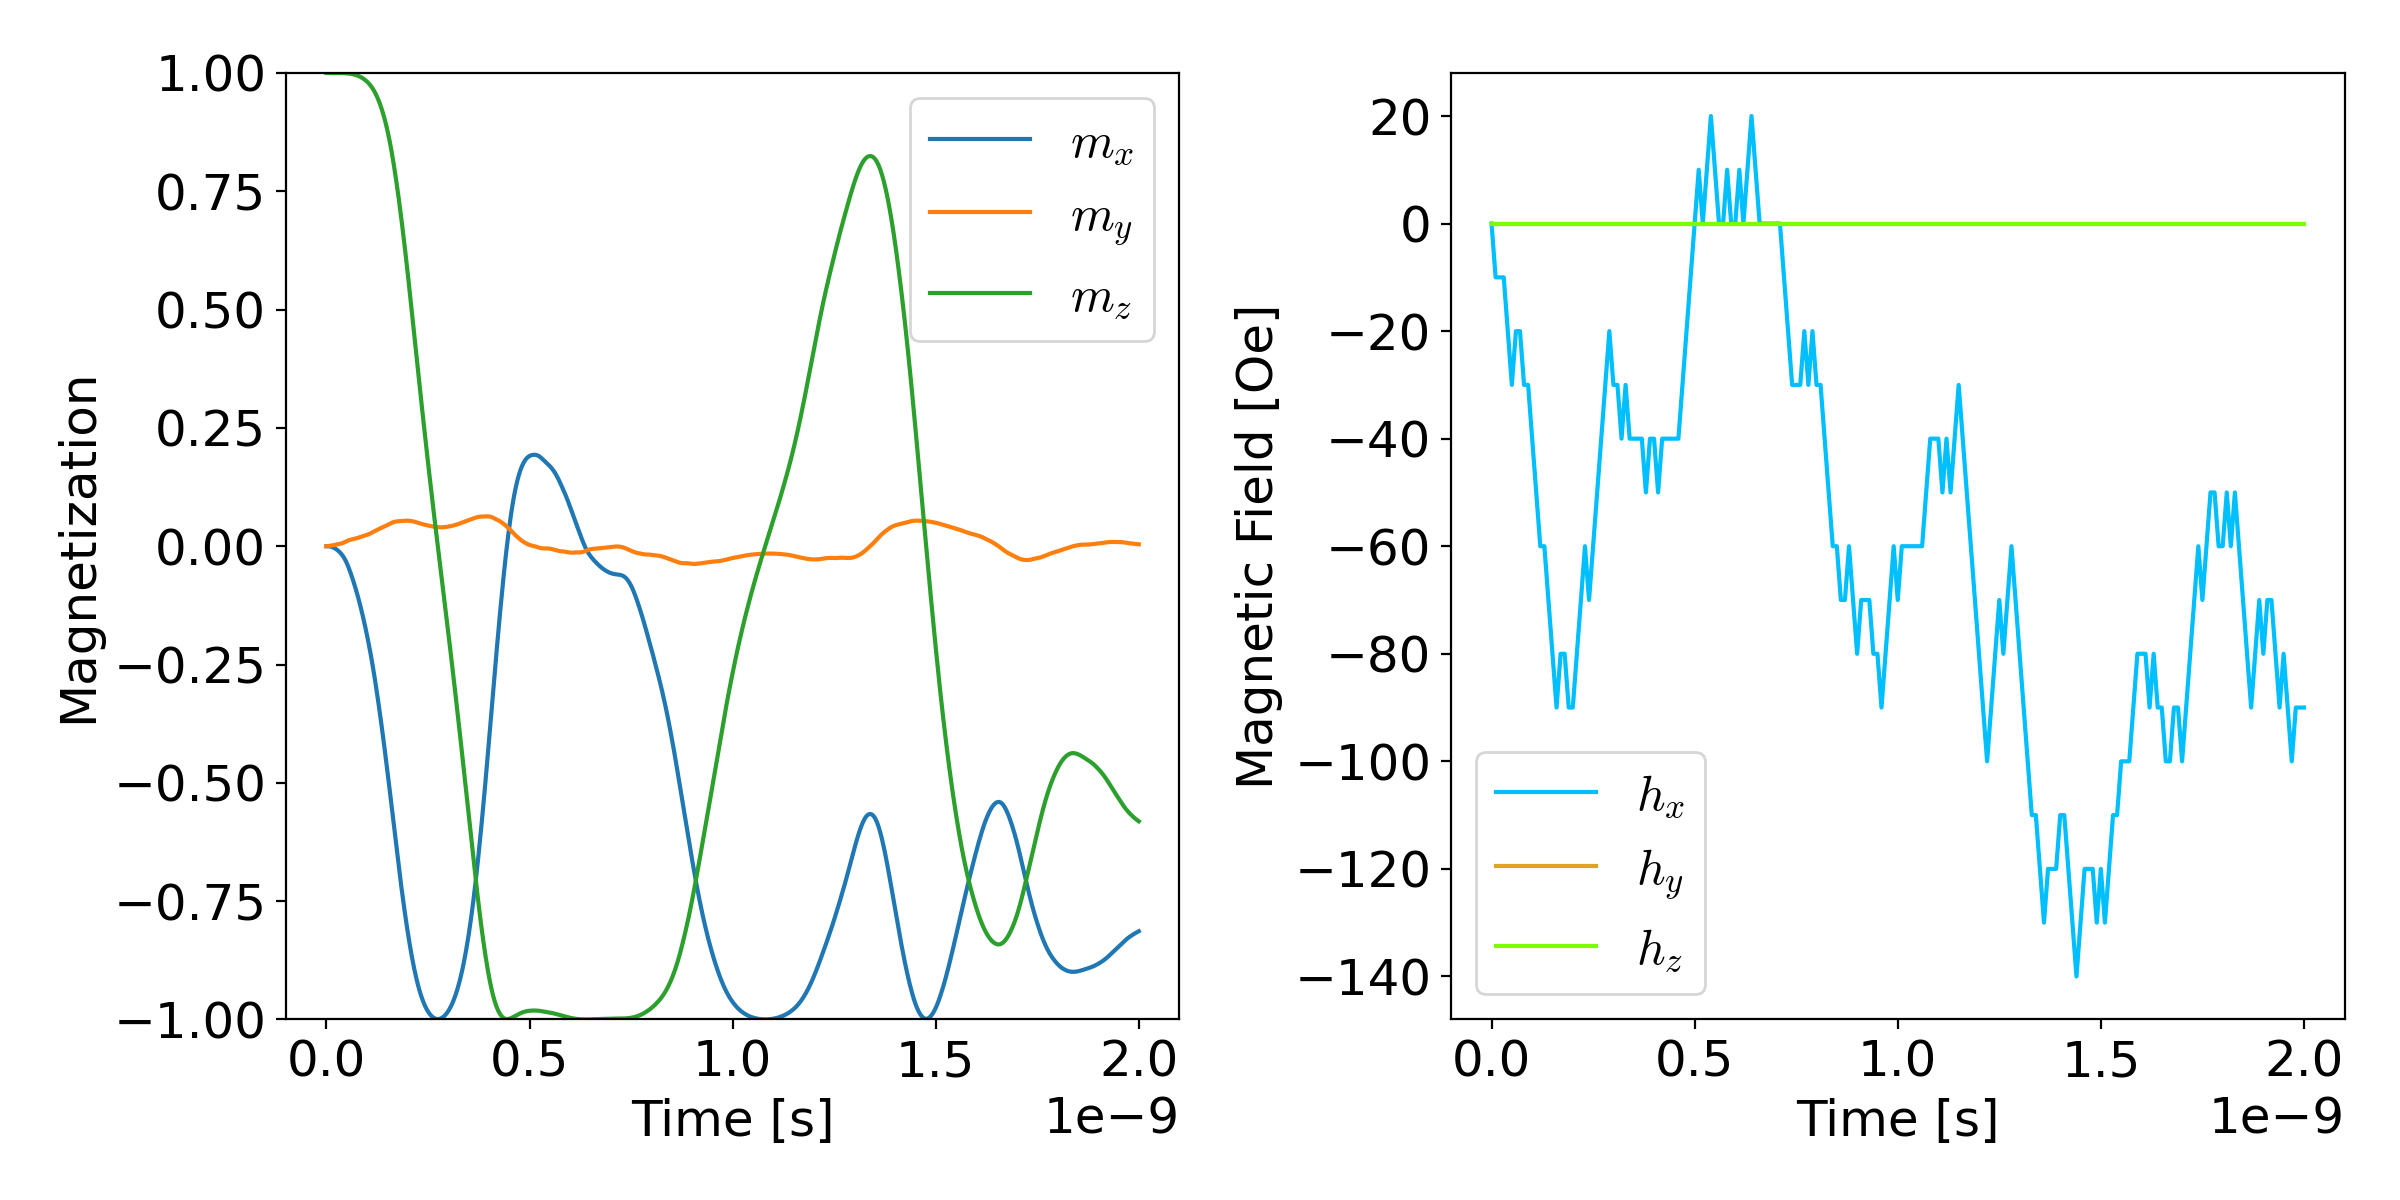 1.00
0.75
0.50
0.25
0.00
−0.25
−0.50
−0.75
−1.00
Magnetization
0.0 0.5 1.0 1.5 2.0
Time [s]
1e−9
m_x
m_y
m_z
20
0
−20
−40
−60
−80
−100
−120
−140
Magnetic Field [Oe]
0.0 0.5 1.0 1.5 2.0
Time [s]
1e−9
h_x
h_y
h_z